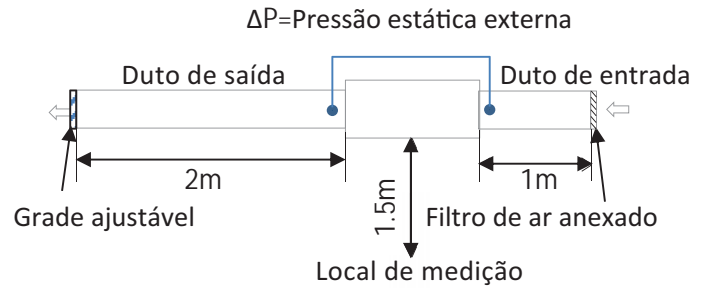 ΔP=Pressão estática externa
Duto de saída
Duto de entrada
2m
1m
1.5m
Grade ajustável
Filtro de ar anexado
Local de medição